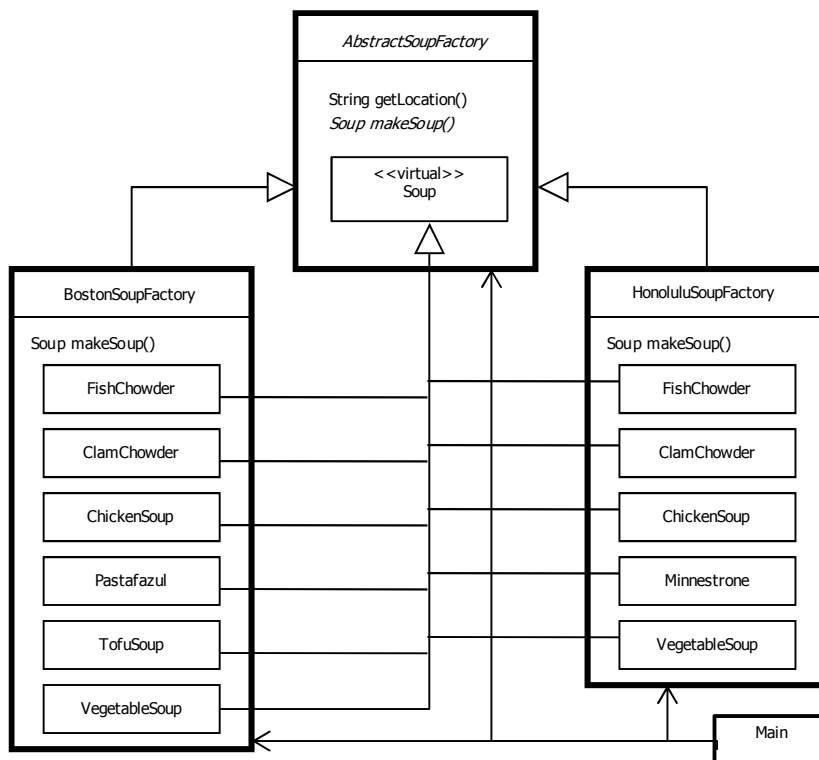 AbstractSoupFactory
String getLocation()
Soup makeSoup()
<<virtual>>
Soup
BostonSoupFactory
Soup makeSoup()
FishChowder
ClamChowder
ChickenSoup
Pastafazul
TofuSoup
VegetableSoup
HonoluluSoupFactory
Soup makeSoup()
FishChowder
ClamChowder
ChickenSoup
Minnestrone
VegetableSoup
Main